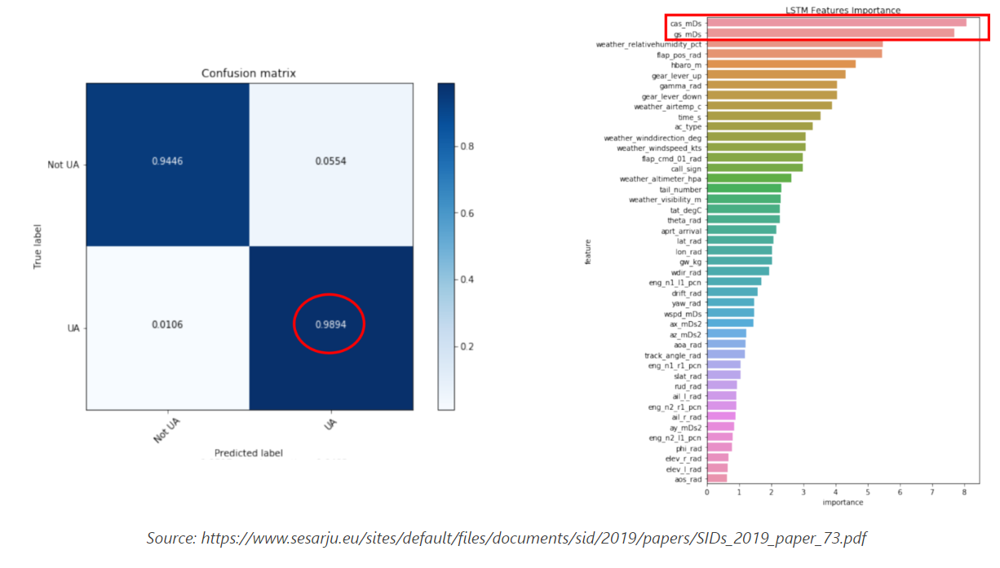 Confusion matrix
Not UA
UA
True label
0.9446
0.0554
0.0106
0.9894
Not UA
UA
Predicted label
0.8
0.6
0.4
0.2
LSTM Features Importance
feature
cas_mDs
gs_mDs
weather_relativehumidity_pct
flap_pos_rad
hbaro_m
gear_lever_up
gamma_rad
gear_lever_down
weather_airtemp_c
time_s
ac_type
weather_winddirection_deg
weather_windspeed_kts
flap_cmd_01_rad
call_sign
weather_altimeter_hpa
tail_number
weather_visibility_m
tat_degC
theta_rad
aprt_arrival
lat_rad
lon_rad
gw_kg
wdir_rad
eng_n1_l1_pcn
drift_rad
yaw_rad
wspd_mDs
ax_mDs2
az_mDs2
aoa_rad
track_angle_rad
eng_n1_r1_pcn
slat_rad
rud_rad
ail_l_rad
eng_n2_r1_pcn
ail_r_rad
ay_mDs2
eng_n2_l1_pcn
phi_rad
elev_r_rad
elev_l_rad
aos_rad
0 1 2 3 4 5 6 7 8
importance
Source: https://www.sesarju.eu/sites/default/files/documents/sid/2019/papers/SIDs_2019_paper_73.pdf